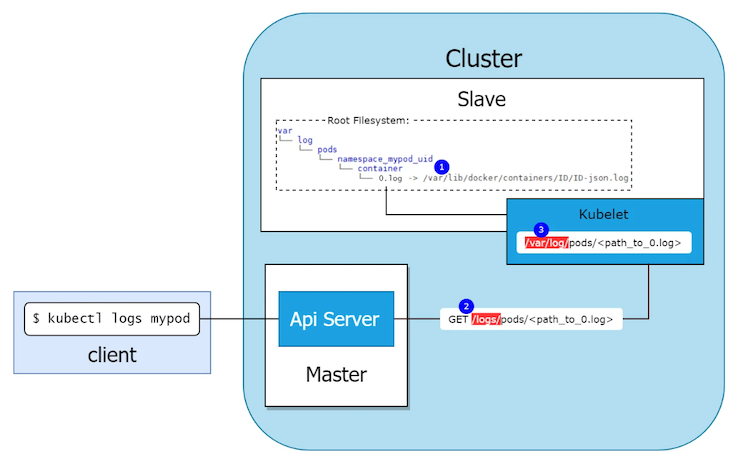 Cluster
Slave
Root Filesystem:
var
└── log
└── pods
└── namespace_mypod_uid
└── container
└── 0.log -> /var/lib/docker/containers/ID/ID-json.log
1
Kubelet
3
/var/log/pods/<path_to_0.log>
2
GET /logs/pods/<path_to_0.log>
$ kubectl logs mypod
client
Api Server
Master